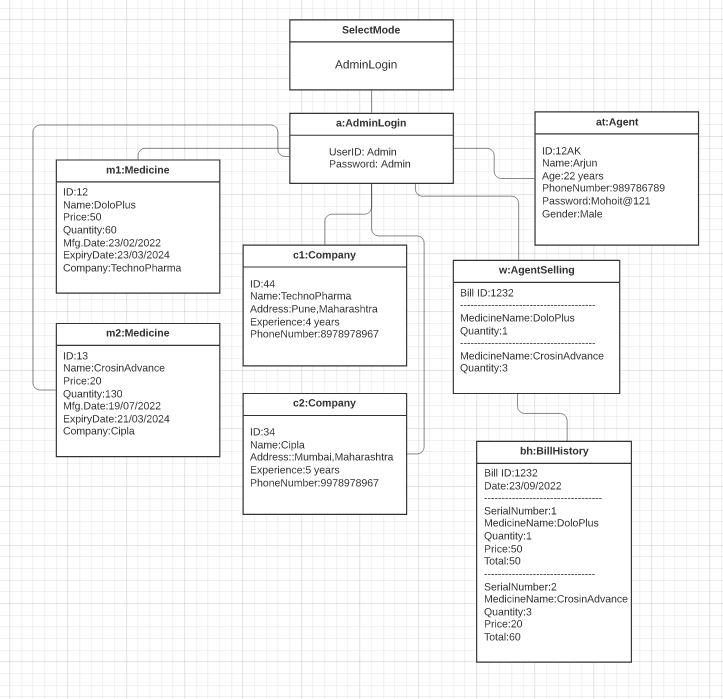 SelectMode
AdminLogin
a:AdminLogin
UserID: Admin
Password: Admin
at:Agent
ID:12AK
Name:Arjun
Age:22 years
PhoneNumber:989786789
Password:Mohoit@121
Gender:Male
m1:Medicine
ID:12
Name:DoloPlus
Price:50
Quantity:60
Mfg.Date:23/02/2022
ExpiryDate:23/03/2024
Company:TechnoPharma
c1:Company
ID:44
Name:TechnoPharma
Address:Pune,Maharashtra
Experience:4 years
PhoneNumber:8978978967
w:AgentSelling
Bill ID:1232
--------------------------------
MedicineName:DoloPlus
Quantity:1
--------------------------------
MedicineName:CrosinAdvance
Quantity:3
m2:Medicine
ID:13
Name:CrosinAdvance
Price:20
Quantity:130
Mfg.Date:19/07/2022
ExpiryDate:21/03/2024
Company:Cipla
c2:Company
ID:34
Name:Cipla
Address::Mumbai,Maharashtra
Experience:5 years
PhoneNumber:9978978967
bh:BillHistory
Bill ID:1232
Date:23/09/2022
--------------------------------
SerialNumber:1
MedicineName:DoloPlus
Quantity:1
Price:50
Total:50
------------------------------
SerialNumber:2
MedicineName:CrosinAdvance
Quantity:3
Price:20
Total:60